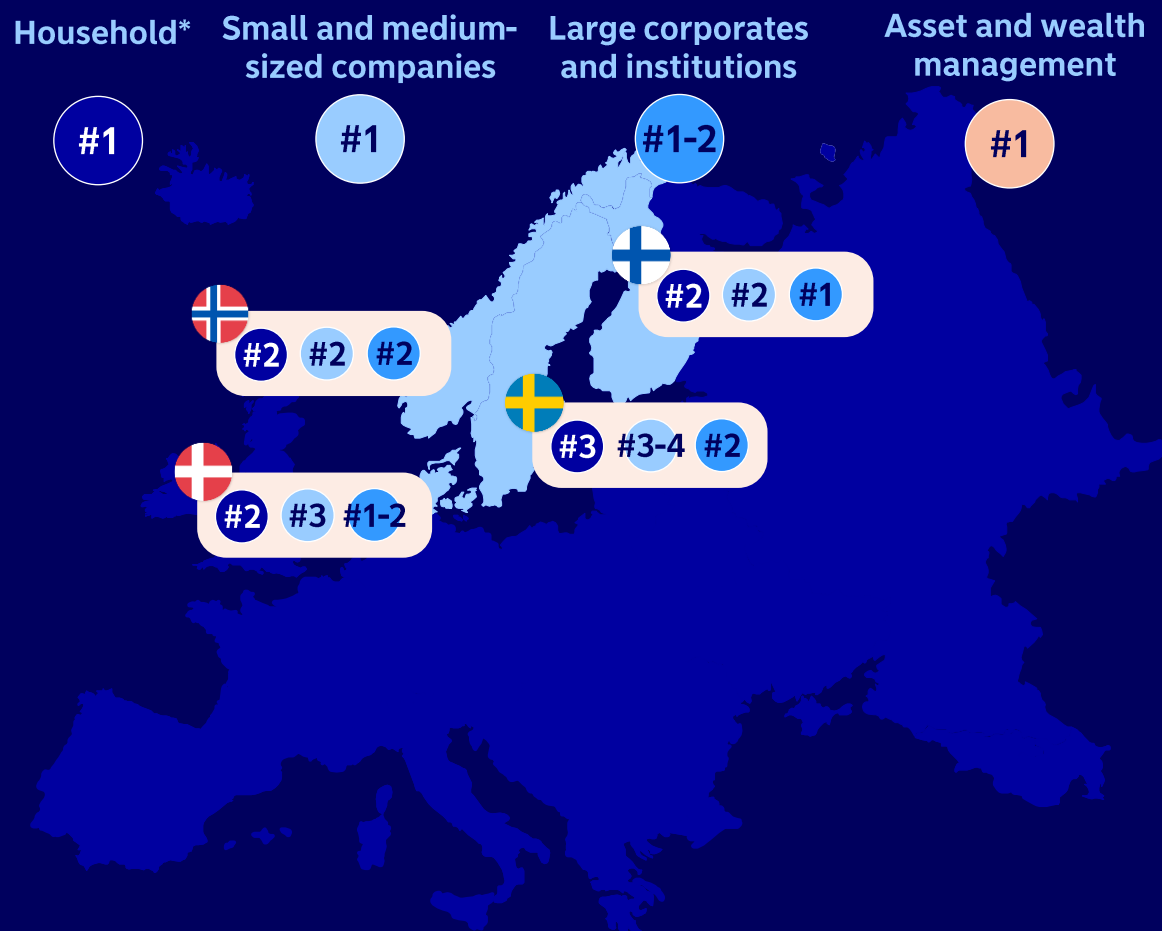 Household*
Small and medium-
sized companies
Large corporates
and institutions
Asset and wealth
management
#1
#1
#1-2
#1
#2
#2
#1
#2
#2
#2
#3
#3-4
#2
#2
#3
#1-2